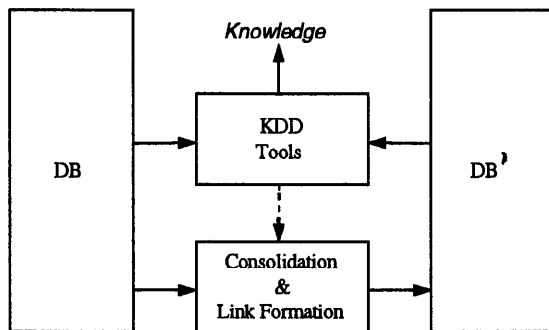 Knowledge
KDD
Tools
DB
DB'
Consolidation
&
Link Formation